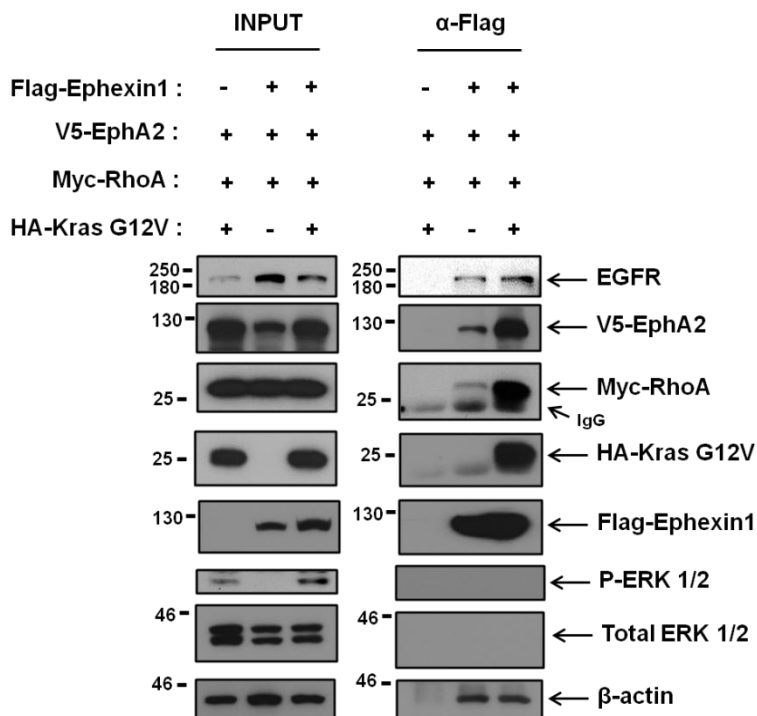 INPUT α-Flag
Flag-Ephexin1 : - + + - + +
V5-EphA2 : + + + + + +
Myc-RhoA : + + + + + +
HA-Kras G12V : + - + + - +
250 180 250 180 EGFR
130 130 V5-EphA2
25 25 Myc-RhoA
IgG
25 25 HA-Kras G12V
130 130 Flag-Ephexin1
P-ERK 1/2
46 46 Total ERK 1/2
46 46 β-actin